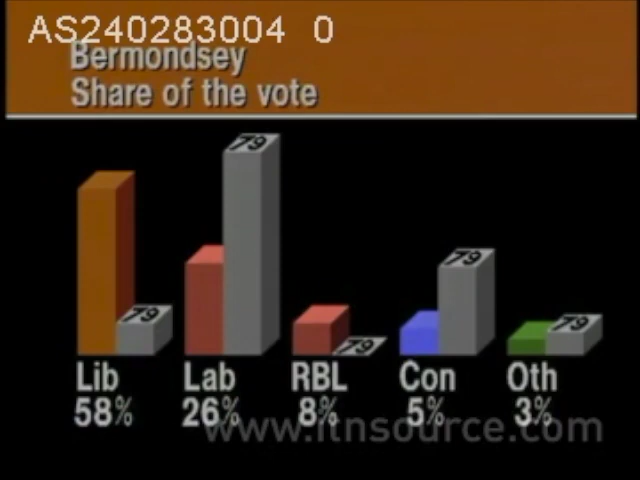 AS240283004 0
Bermondsey
Share of the vote
79
79
79
79
79
Lib Lab RBL Con Oth
58% 26% 8% 5% 3%
www.itnsource.com